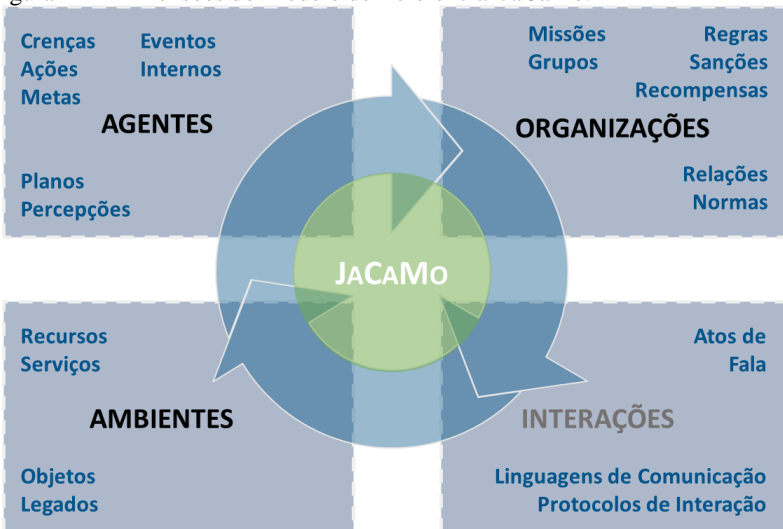 Crenças
Ações
Metas
Eventos
Internos
AGENTES
Planos
Percepções
Missões
Grupos
Regras
Sanções
Recompensas
ORGANIZAÇÕES
Relações
Normas
JACAMO
Recursos
Serviços
AMBIENTES
Objetos
Legados
Atos de
Fala
INTERAÇÕES
Linguagens de Comunicação
Protocolos de Interação